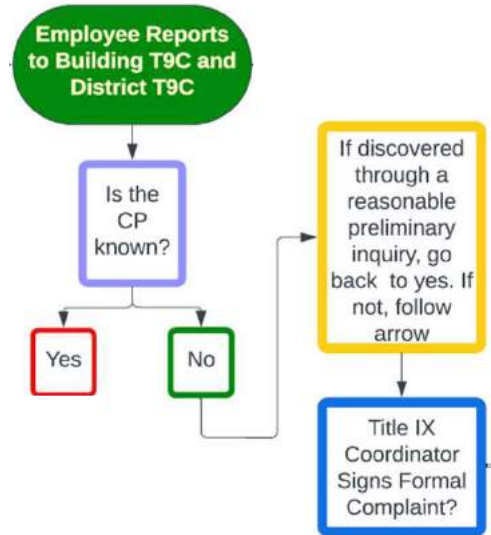 Employee Reports
to Building T9C and
District T9C
Is the
CP
known?
Yes
No
If discovered
through a
reasonable
preliminary
inquiry, go
back to yes. If
not, follow
arrow
Title IX
Coordinator
Signs Formal
Complaint?